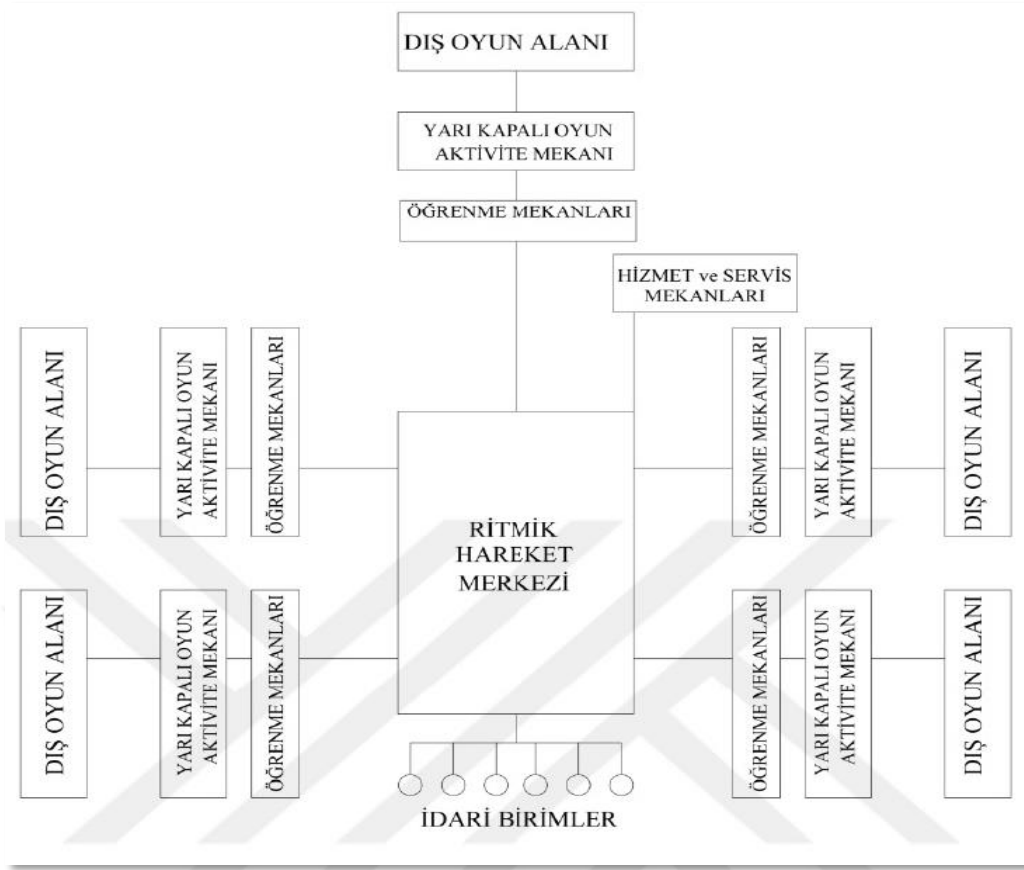 DIŞ OYUN ALANI
YARI KAPALI OYUN
AKTİVİTE MEKANI
ÖĞRENME MEKANLARI
HİZMET ve SERVİS
MEKANLARI
DIŞ OYUN ALANI
YARI KAPALI OYUN
AKTİVİTE MEKANI
ÖĞRENME MEKANLARI
ÖĞRENME MEKANLARI
YARI KAPALI OYUN
AKTİVİTE MEKANI
DIŞ OYUN ALANI
RİTMİK
HAREKET
MERKEZİ
DIŞ OYUN ALANI
YARI KAPALI OYUN
AKTİVİTE MEKANI
ÖĞRENME MEKANLARI
ÖĞRENME MEKANLARI
YARI KAPALI OYUN
AKTİVİTE MEKANI
DIŞ OYUN ALANI
İDARİ BİRİMLER